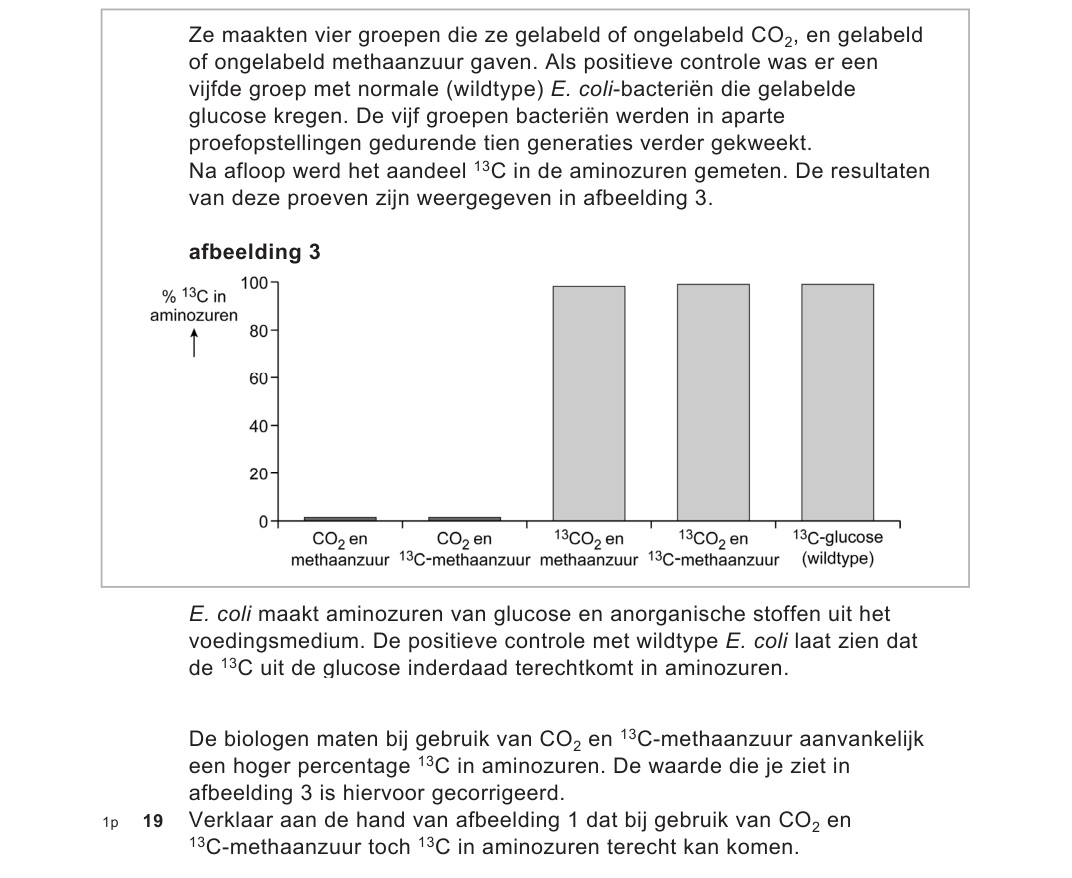 Ze maakten vier groepen die ze gelabeld of ongelabeld CO₂, en gelabeld
of ongelabeld methaanzuur gaven. Als positieve controle was er een
vijfde groep met normale (wildtype) E. coli-bacteriën die gelabelde
glucose kregen. De vijf groepen bacteriën werden in aparte
proefopstellingen gedurende tien generaties verder gekweekt.
Na afloop werd het aandeel ¹³C in de aminozuren gemeten. De resultaten
van deze proeven zijn weergegeven in afbeelding 3.
afbeelding 3
% ¹³C in
aminozuren
100
80
60
40
20
0
CO₂ en
methaanzuur
CO₂ en
¹³C-methaanzuur
¹³CO₂ en
methaanzuur
¹³CO₂ en
¹³C-methaanzuur
¹³C-glucose
(wildtype)
E. coli maakt aminozuren van glucose en anorganische stoffen uit het
voedingsmedium. De positieve controle met wildtype E. coli laat zien dat
de ¹³C uit de glucose inderdaad terechtkomt in aminozuren.
De biologen maten bij gebruik van CO₂ en ¹³C-methaanzuur aanvankelijk
een hoger percentage ¹³C in aminozuren. De waarde die je ziet in
afbeelding 3 is hiervoor gecorrigeerd.
1p 19 Verklaar aan de hand van afbeelding 1 dat bij gebruik van CO₂ en
¹³C-methaanzuur toch ¹³C in aminozuren terecht kan komen.